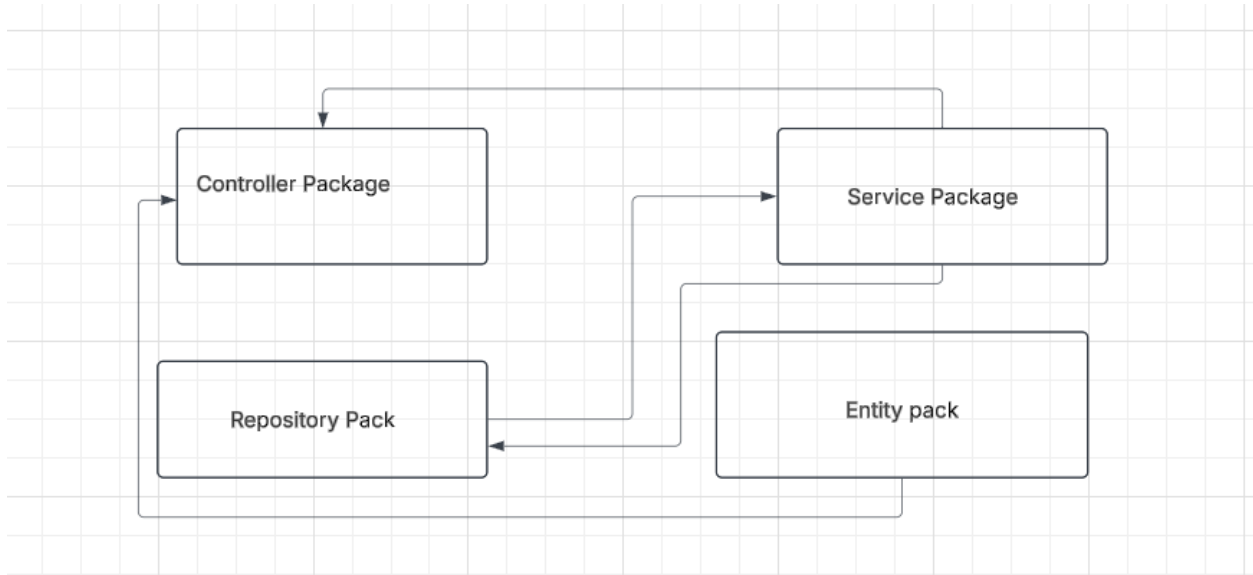 Controller Package
Service Package
Repository Pack
Entity pack